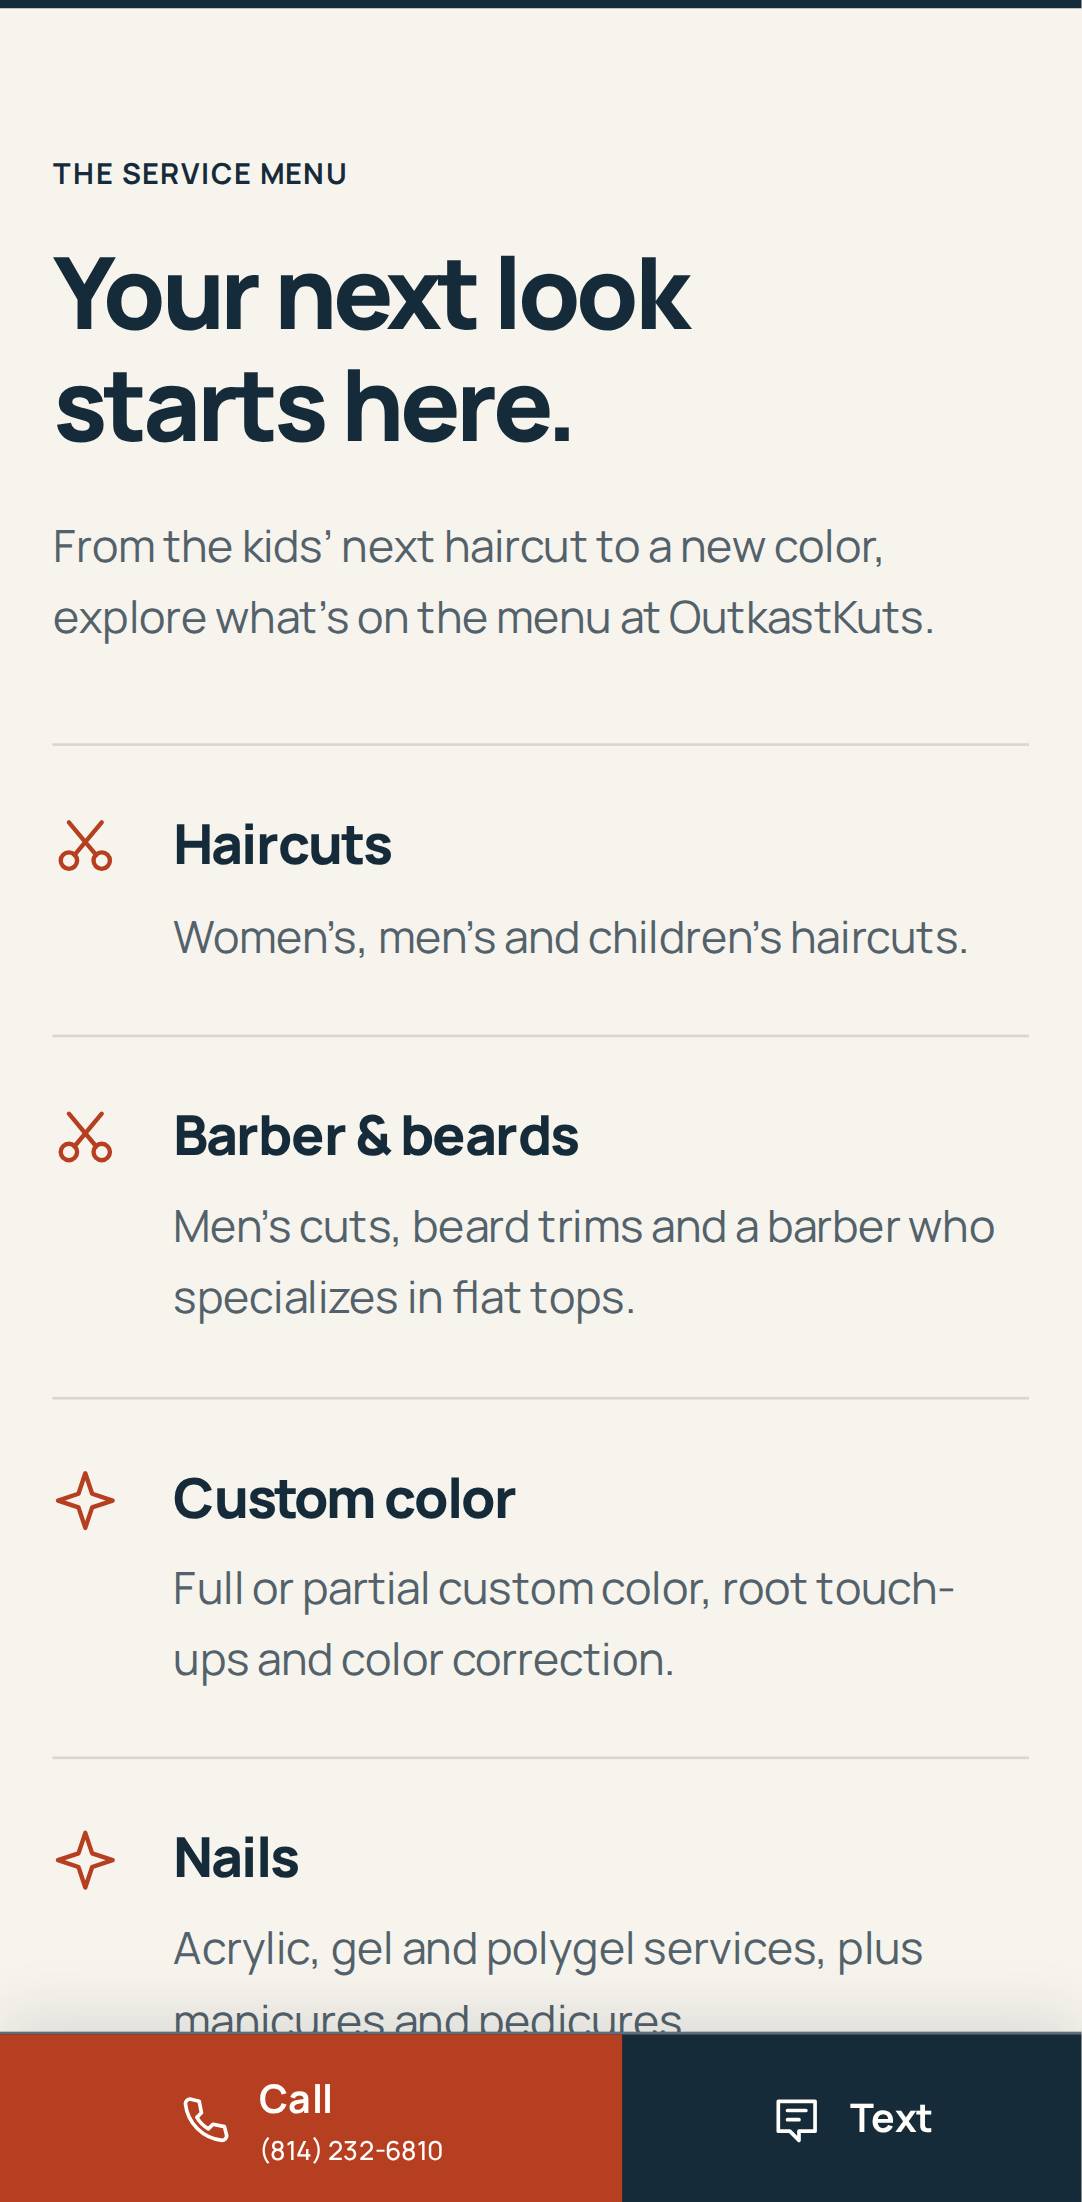 THE SERVICE MENU
Your next look
starts here.
From the kids’ next haircut to a new color,
explore what’s on the menu at OutkastKuts.
Haircuts
Women’s, men’s and children’s haircuts.
Barber & beards
Men’s cuts, beard trims and a barber who
specializes in flat tops.
Custom color
Full or partial custom color, root touch-
ups and color correction.
Nails
Acrylic, gel and polygel services, plus
manicures and pedicures
Call
(814) 232-6810
Text